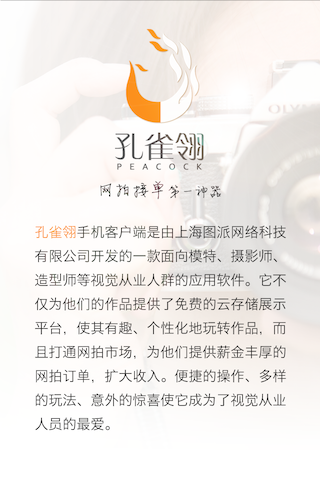 OLYMPUS
孔雀翎
PEACOCK
网拍接单第一神器
孔雀翎手机客户端是由上海图派网络科技
有限公司开发的一款面向模特、摄影师、
造型师等视觉从业人群的应用软件。它不
仅为他们的作品提供了免费的云存储展示
平台，使其有趣、个性化地玩转作品，而
且打通网拍市场，为他们提供薪金丰厚的
网拍订单，扩大收入。便捷的操作、多样
的玩法、意外的惊喜使它成为了视觉从业
人员的最爱。